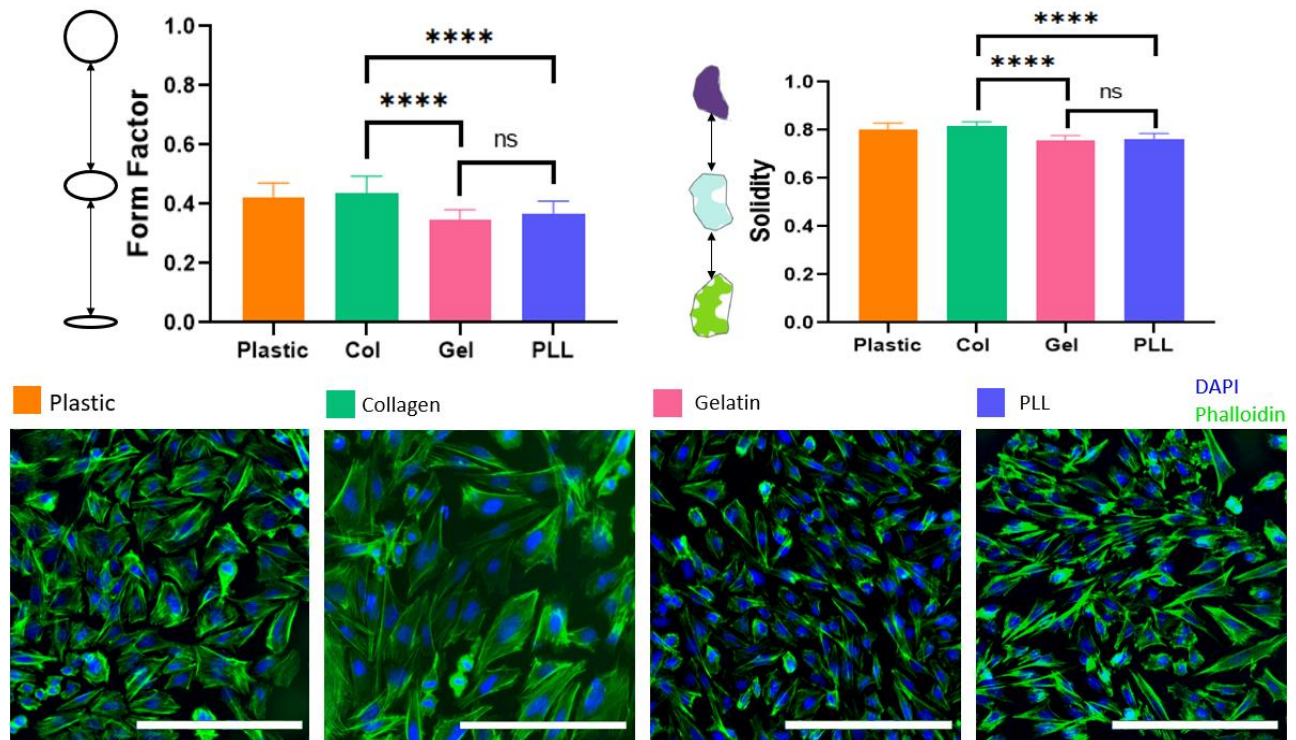 Form Factor
1.0
0.8
0.6
0.4
0.2
0.0
****
****
ns
Plastic Col Gel PLL
Solidity
1.0
0.8
0.6
0.4
0.2
0.0
****
****
ns
Plastic Col Gel PLL
Plastic
Collagen
Gelatin
PLL
DAPI
Phalloidin